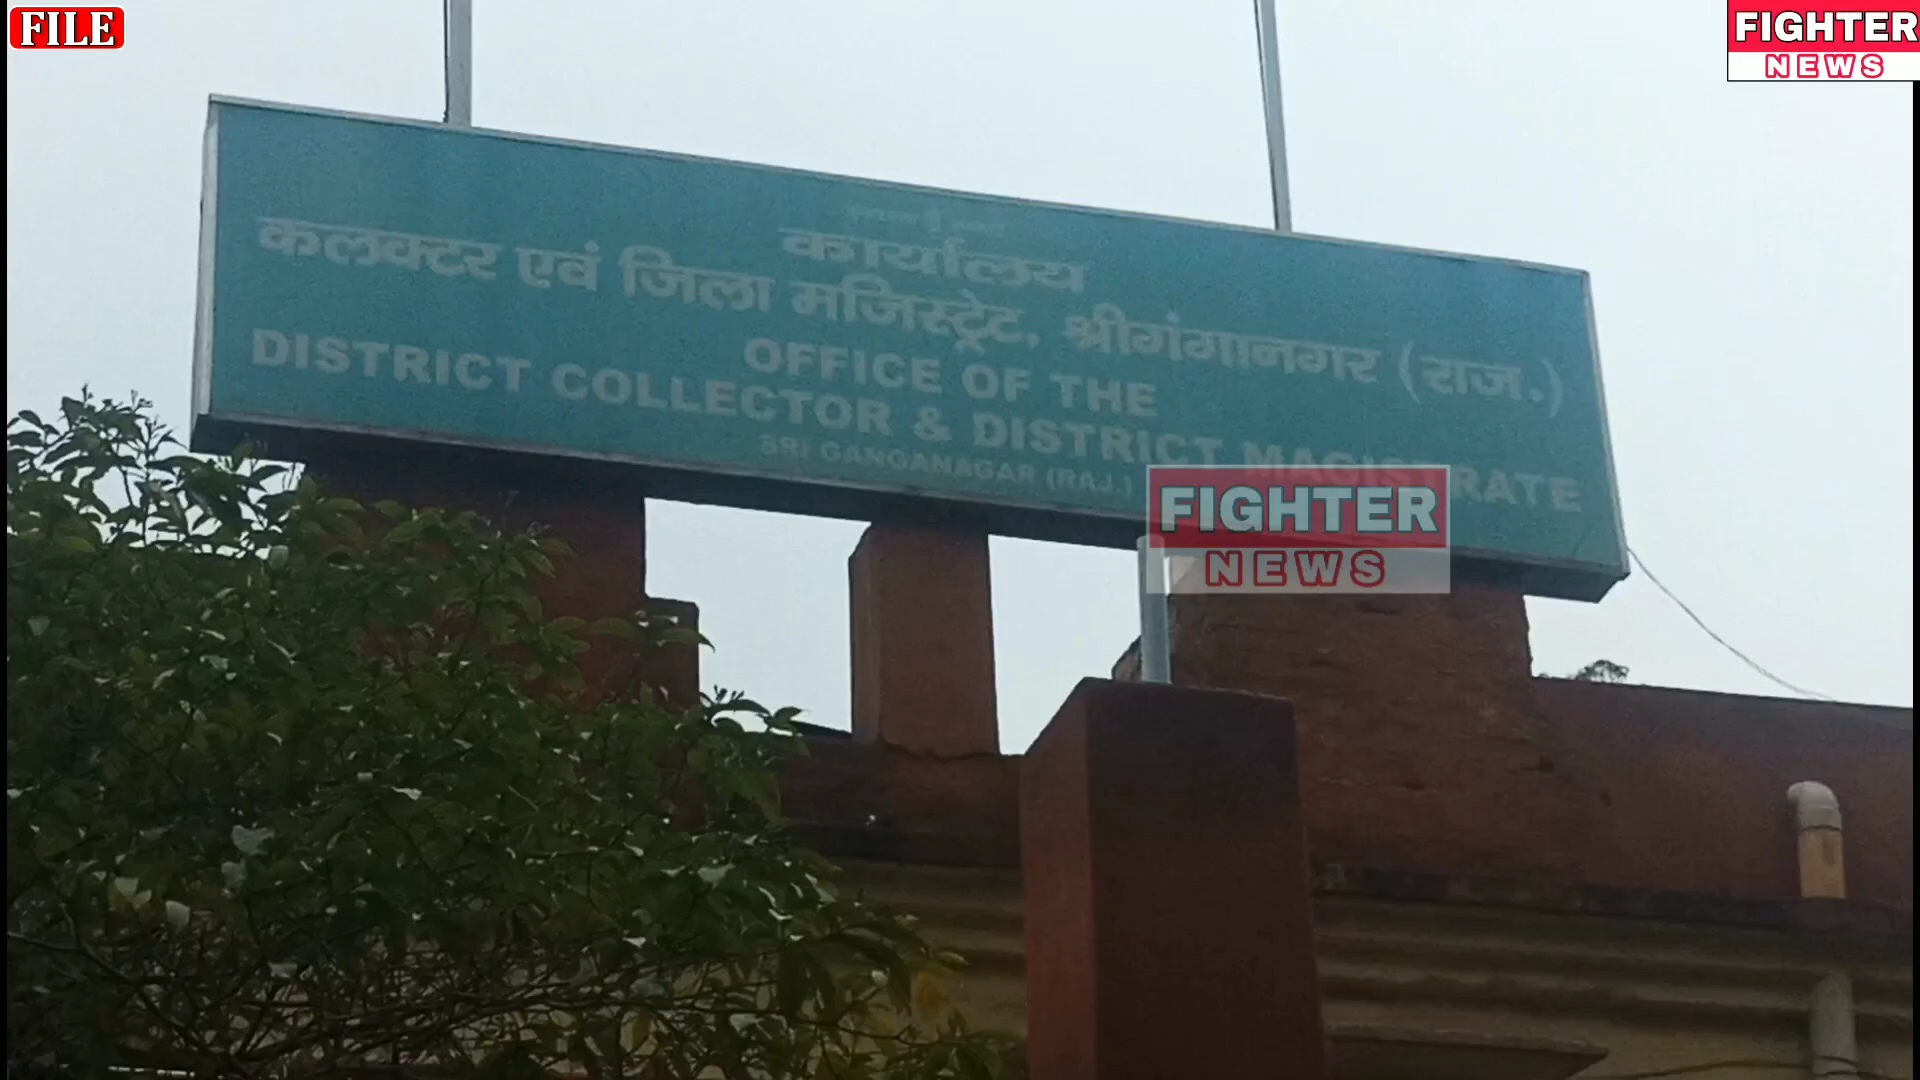 FILE
FIGHTER
NEWS
कार्यालय
कलक्टर एवं जिला मजिस्ट्रेट, श्रीगंगानगर (राज.)
OFFICE OF THE
DISTRICT COLLECTOR & DISTRICT MAGISTRATE
SRI GANGANAGAR (RAJ.)
FIGHTER
NEWS